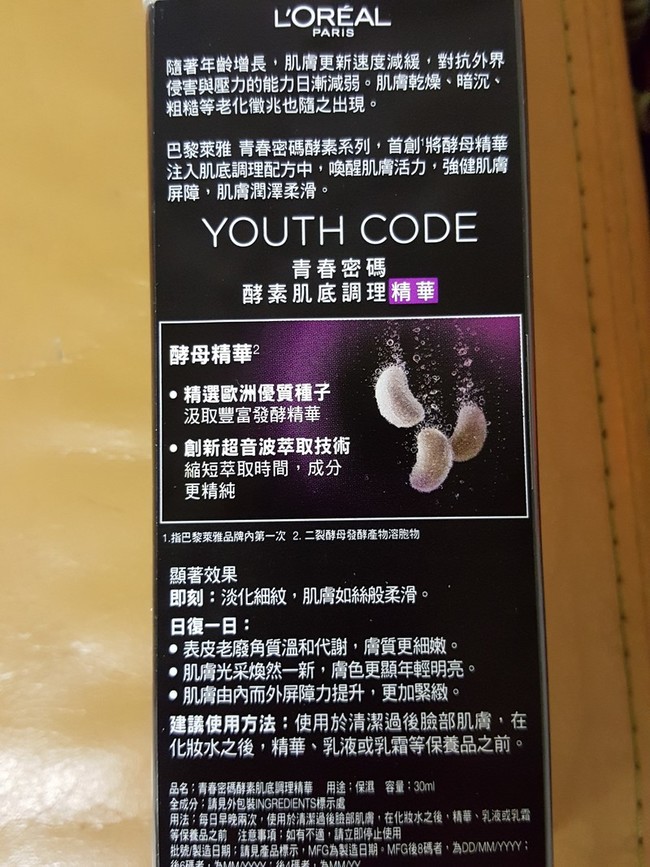 L'ORÉAL
PARIS
隨著年齡增長，肌膚更新速度減緩，對抗外界
侵害與壓力的能力日漸減弱。肌膚乾燥、暗沉、
粗糙等老化徵兆也隨之出現。
巴黎萊雅 青春密碼酵素系列，首創¹將酵母精華
注入肌底調理配方中，喚醒肌膚活力，強健肌膚
屏障，肌膚潤澤柔滑。
YOUTH CODE
青春密碼
酵素肌底調理精華
酵母精華²
• 精選歐洲優質種子
汲取豐富發酵精華
• 創新超音波萃取技術
縮短萃取時間，成分
更精純
1.指巴黎萊雅品牌內第一次 2. 二裂酵母發酵產物溶胞物
顯著效果
即刻：淡化細紋，肌膚如絲般柔滑。
日復一日：
• 表皮老廢角質溫和代謝，膚質更細嫩。
• 肌膚光采煥然一新，膚色更顯年輕明亮。
• 肌膚由內而外屏障力提升，更加緊緻。
建議使用方法：使用於清潔過後臉部肌膚，在
化妝水之後，精華、乳液或乳霜等保養品之前。
品名：青春密碼酵素肌底調理精華 用途：保濕 容量：30ml
全成分：請見外包裝INGREDIENTS標示處
用法：每日早晚兩次，使用於清潔過後臉部肌膚，在化妝水之後，精華、乳液或乳霜
等保養品之前 注意事項：如有不適，請立即停止使用
批號/製造日期：請見產品標示，MFG為製造日期。MFG後8碼者，為DD/MM/YYYY；
後6碼者，為MM/YYYY；後4碼者，為MM/YY